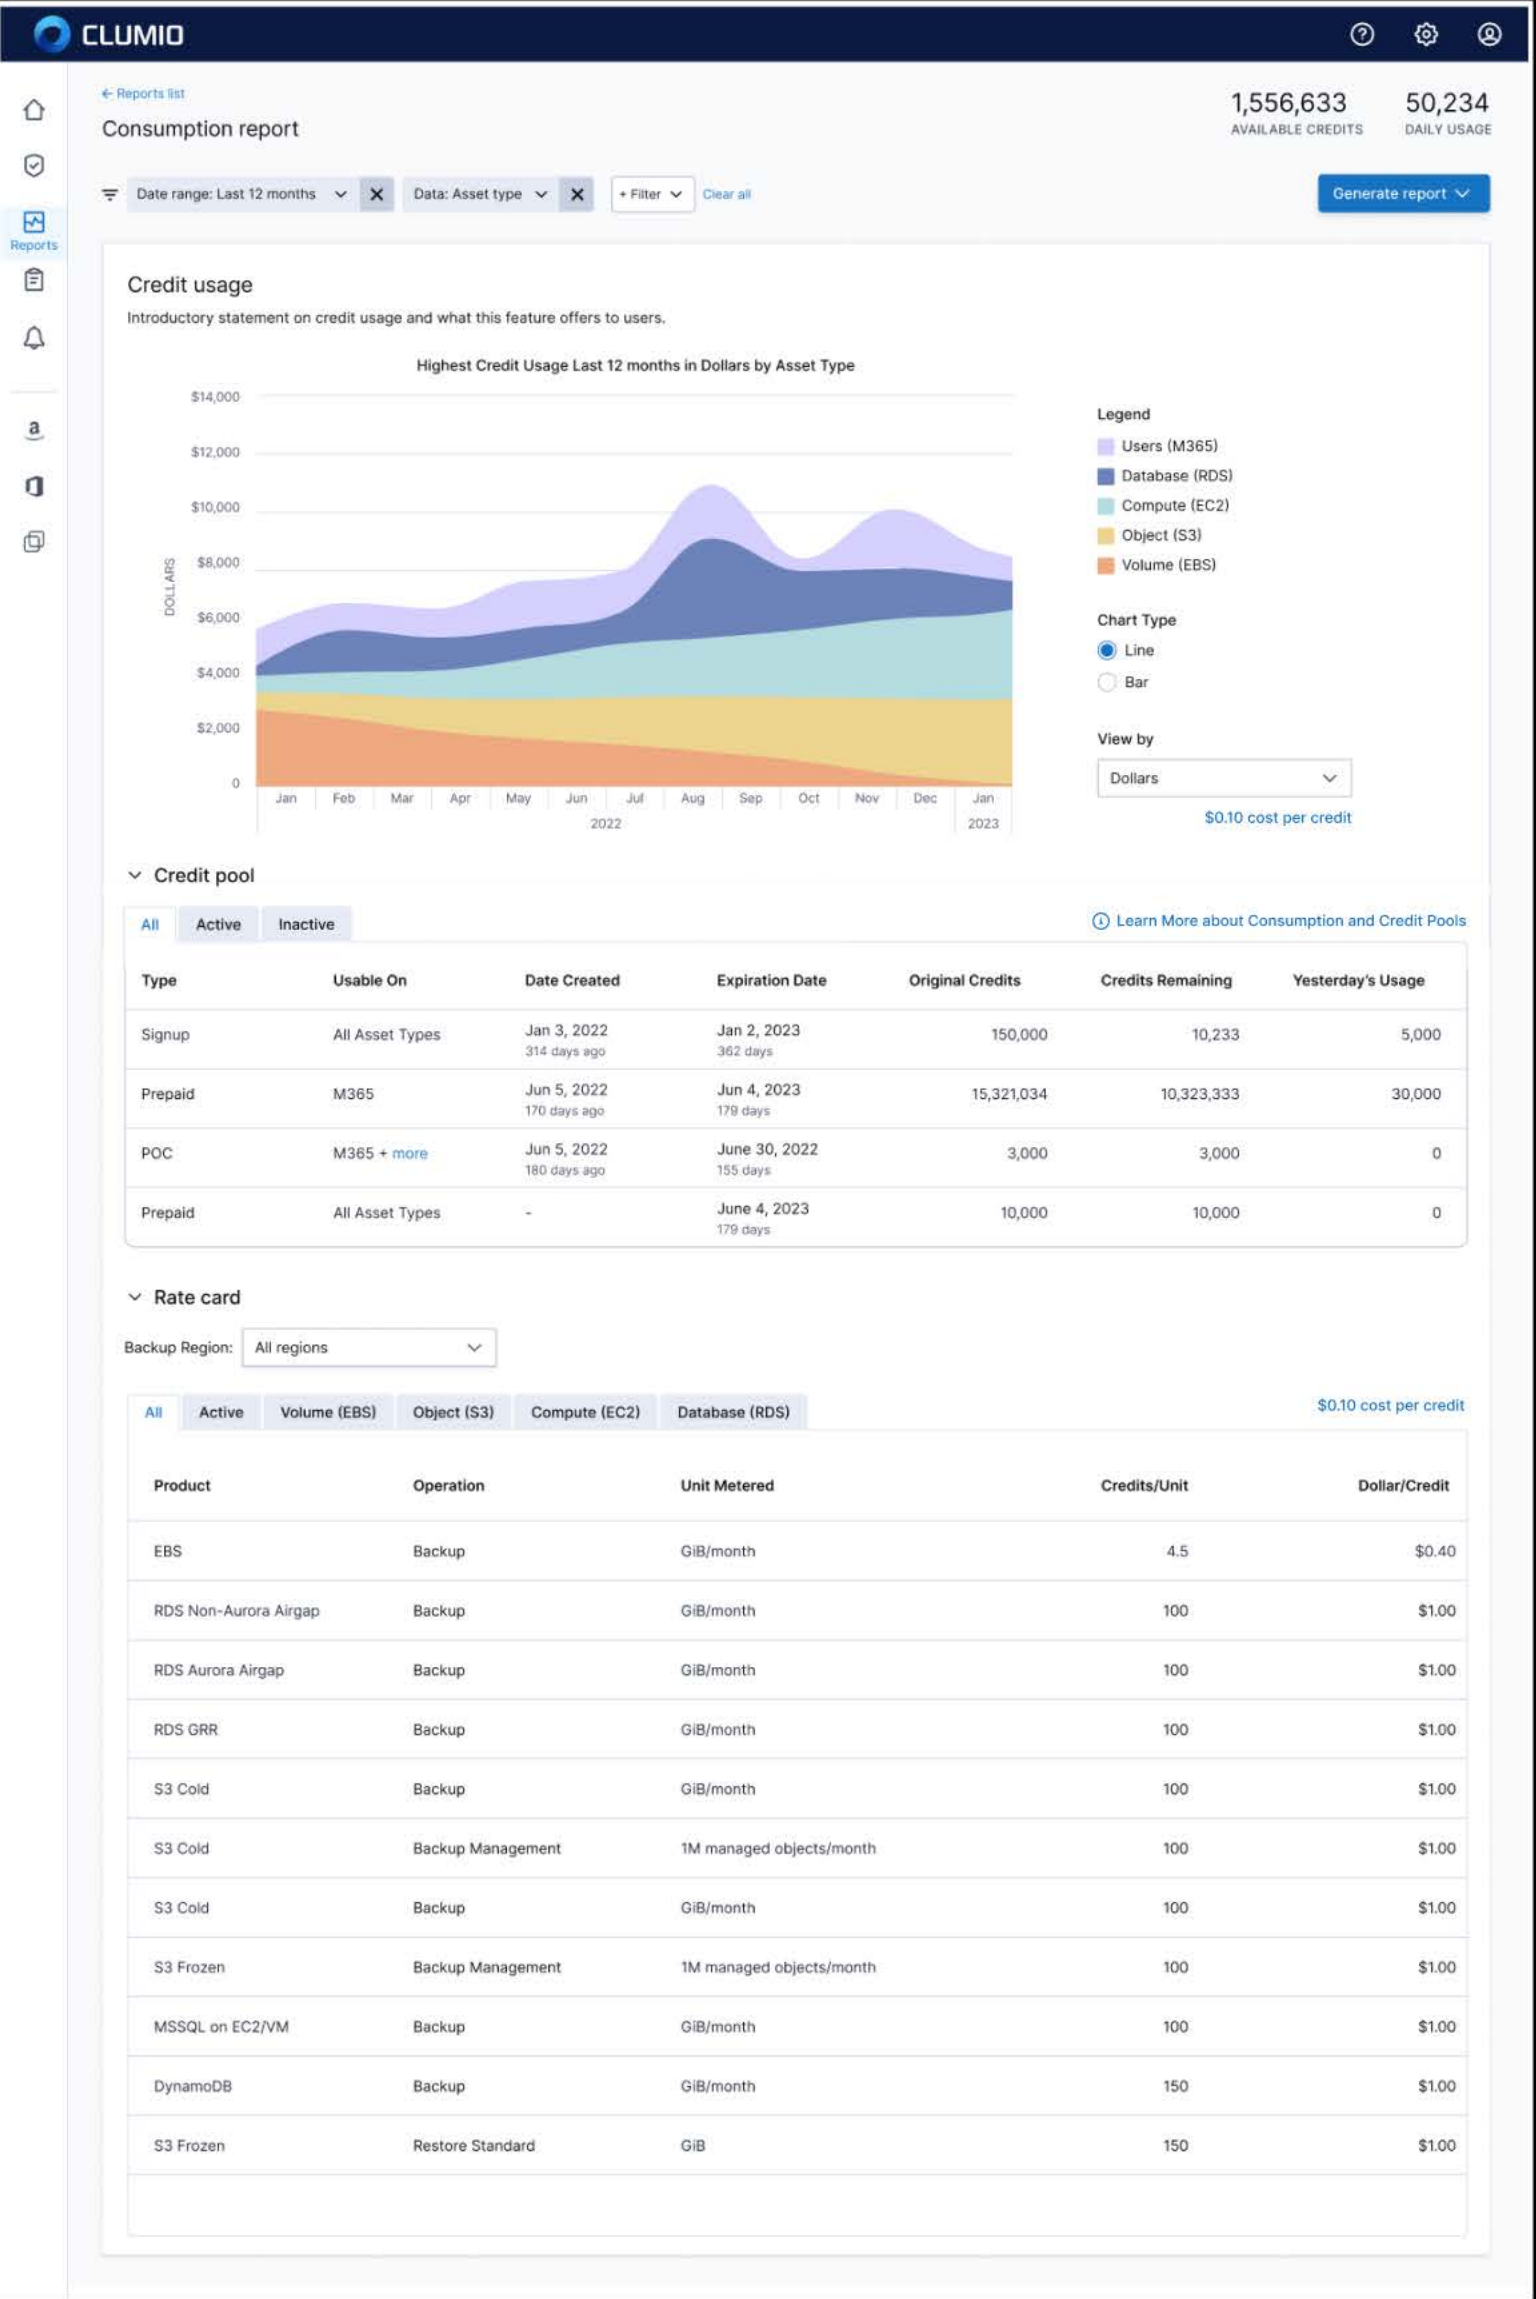 CLUMIO
← Reports list
Consumption report
1,556,633
AVAILABLE CREDITS
50,234
DAILY USAGE
Date range: Last 12 months
Data: Asset type
+ Filter
Clear all
Generate report
Reports
Credit usage
Introductory statement on credit usage and what this feature offers to users.
Highest Credit Usage Last 12 months in Dollars by Asset Type
DOLLARS
$14,000
$12,000
$10,000
$8,000
$6,000
$4,000
$2,000
0
Jan Feb Mar Apr May Jun Jul Aug Sep Oct Nov Dec Jan
2022 2023
Legend
Users (M365)
Database (RDS)
Compute (EC2)
Object (S3)
Volume (EBS)
Chart Type
Line
Bar
View by
Dollars
$0.10 cost per credit
Credit pool
All Active Inactive
Learn More about Consumption and Credit Pools
Type Usable On Date Created Expiration Date Original Credits Credits Remaining Yesterday's Usage
Signup All Asset Types Jan 3, 2022 Jan 2, 2023 150,000 10,233 5,000
314 days ago 362 days
Prepaid M365 Jun 5, 2022 Jun 4, 2023 15,321,034 10,323,333 30,000
170 days ago 179 days
POC M365 + more Jun 5, 2022 June 30, 2022 3,000 3,000 0
180 days ago 155 days
Prepaid All Asset Types - June 4, 2023 10,000 10,000 0
179 days
Rate card
Backup Region: All regions
All Active Volume (EBS) Object (S3) Compute (EC2) Database (RDS)
$0.10 cost per credit
Product Operation Unit Metered Credits/Unit Dollar/Credit
EBS Backup GiB/month 4.5 $0.40
RDS Non-Aurora Airgap Backup GiB/month 100 $1.00
RDS Aurora Airgap Backup GiB/month 100 $1.00
RDS GRR Backup GiB/month 100 $1.00
S3 Cold Backup GiB/month 100 $1.00
S3 Cold Backup Management 1M managed objects/month 100 $1.00
S3 Cold Backup GiB/month 100 $1.00
S3 Frozen Backup Management 1M managed objects/month 100 $1.00
MSSQL on EC2/VM Backup GiB/month 100 $1.00
DynamoDB Backup GiB/month 150 $1.00
S3 Frozen Restore Standard GiB 150 $1.00